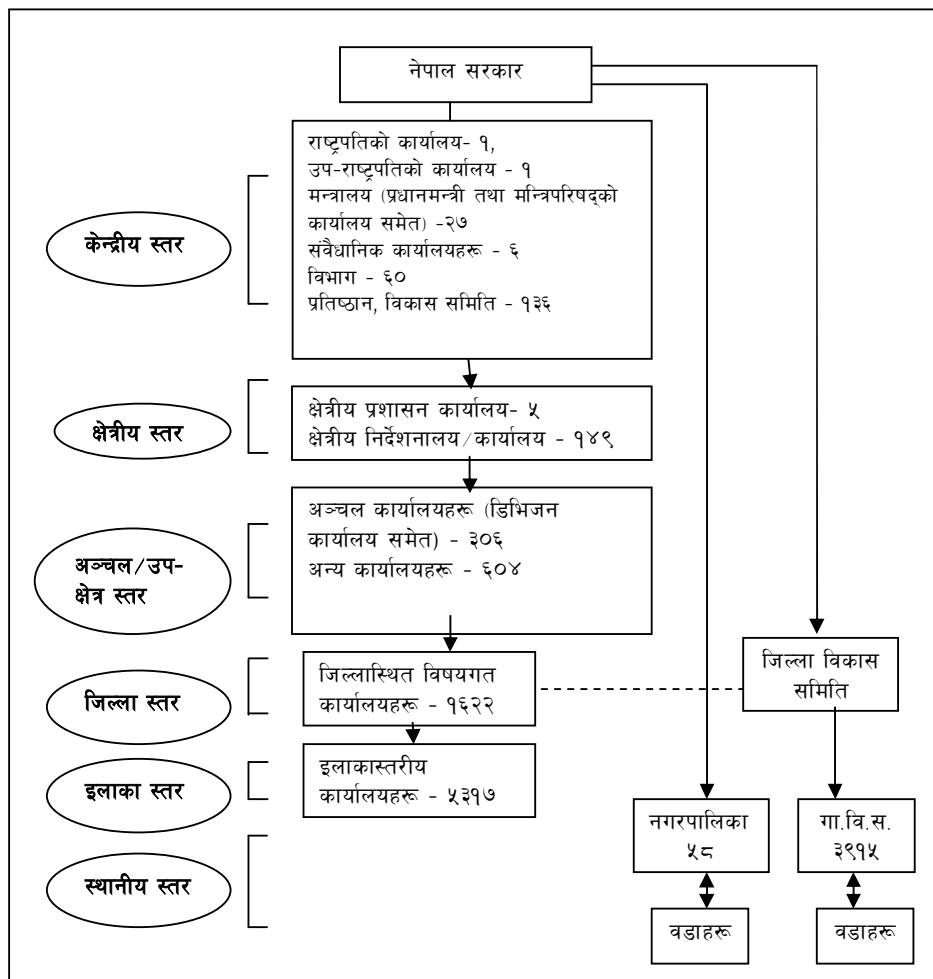 नेपाल सरकार
राष्ट्रपतिको कार्यालय- १,
उप-राष्ट्रपतिको कार्यालय - १
मन्त्रालय (प्रधानमन्त्री तथा मन्त्रिपरिषद्को
कार्यालय समेत) -२७
संवैधानिक कार्यालयहरू - ६
विभाग - ६०
प्रतिष्ठान, विकास समिति - १३६
केन्द्रीय स्तर
क्षेत्रीय प्रशासन कार्यालय- ५
क्षेत्रीय निर्देशनालय/कार्यालय - १४९
क्षेत्रीय स्तर
अञ्चल कार्यालयहरू (डिभिजन
कार्यालय समेत) - ३०६
अन्य कार्यालयहरू - ६०४
अञ्चल/उप-
क्षेत्र स्तर
जिल्लास्थित विषयगत
कार्यालयहरू - १६२२
जिल्ला स्तर
जिल्ला विकास
समिति
इलाकास्तरीय
कार्यालयहरू - ५३१७
इलाका स्तर
नगरपालिका
५८
गा.वि.स.
३९१५
स्थानीय स्तर
वडाहरू
वडाहरू